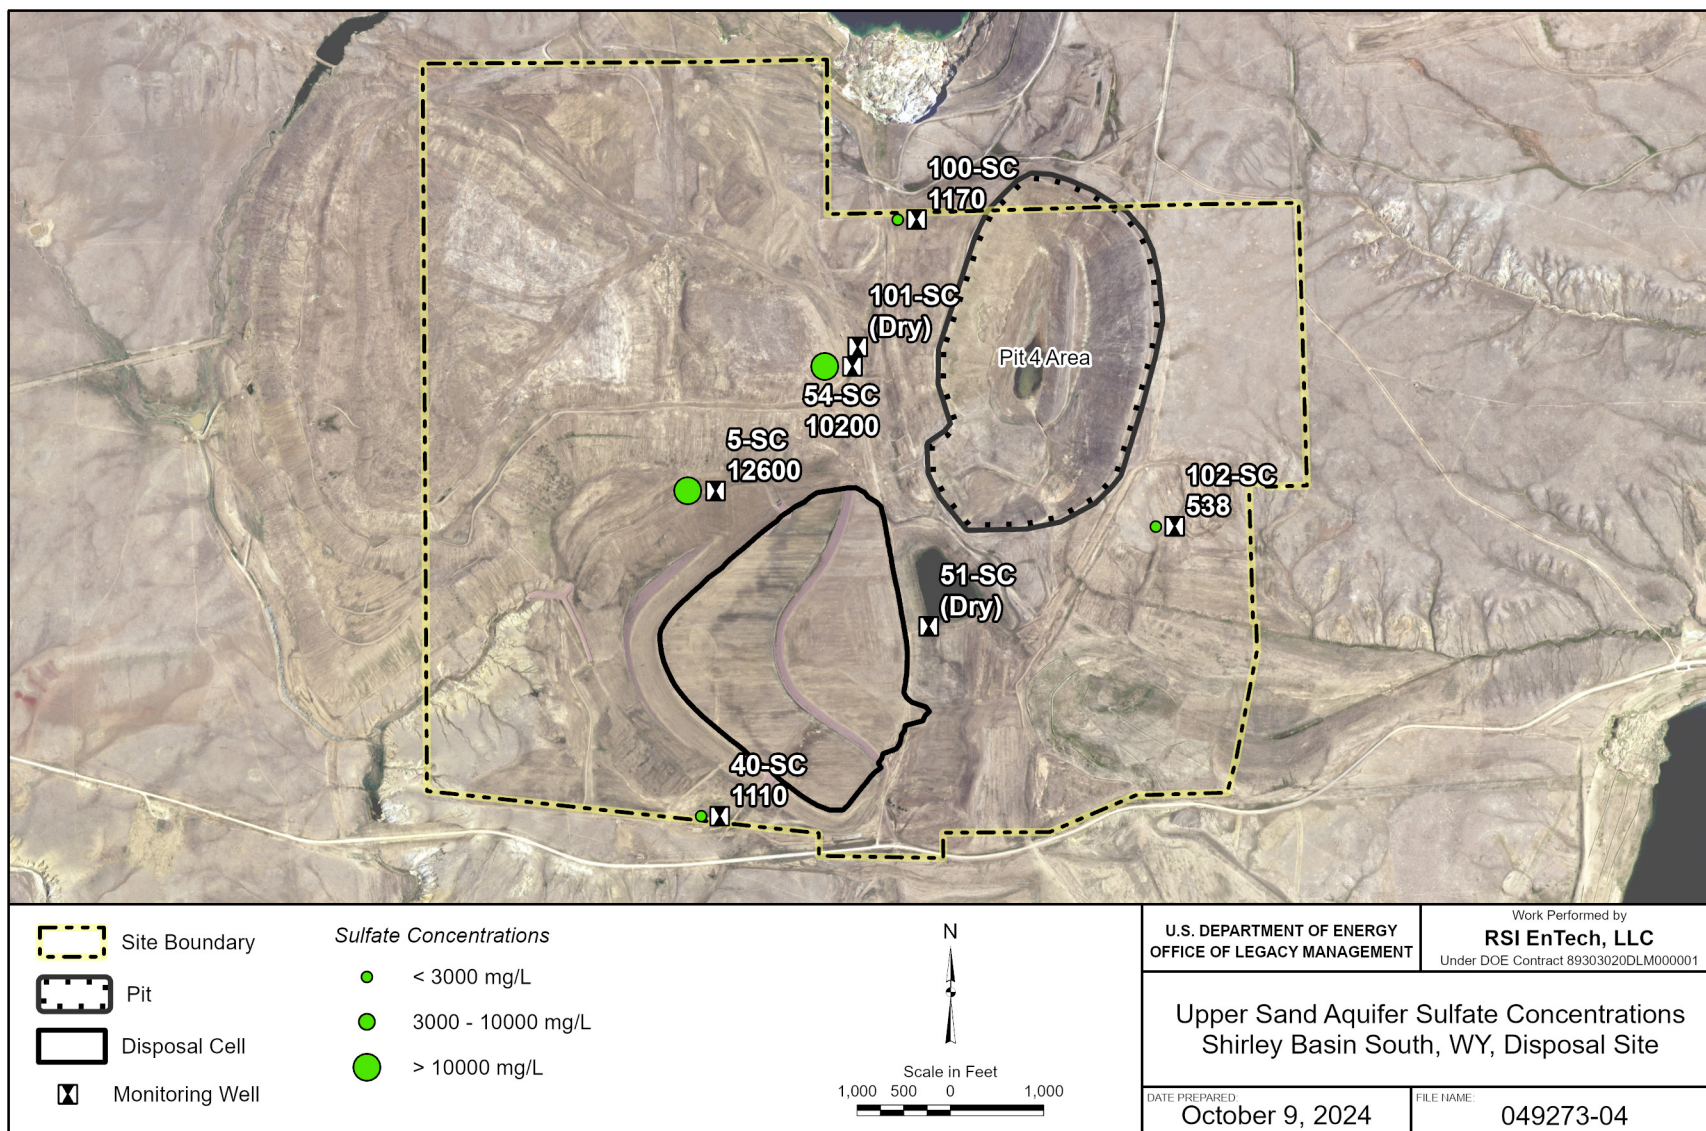 100-SC
1170
101-SC
(Dry)
Pit 4 Area
54-SC
10200
5-SC
12600
102-SC
538
51-SC
(Dry)
40-SC
1110
Site Boundary
Pit
Disposal Cell
Monitoring Well
Sulfate Concentrations
< 3000 mg/L
3000 - 10000 mg/L
> 10000 mg/L
N
Scale in Feet
1,000 500 0 1,000
U.S. DEPARTMENT OF ENERGY
OFFICE OF LEGACY MANAGEMENT
Work Performed by
RSI EnTech, LLC
Under DOE Contract 89303020DLM000001
Upper Sand Aquifer Sulfate Concentrations
Shirley Basin South, WY, Disposal Site
DATE PREPARED:
October 9, 2024
FILE NAME:
049273-04